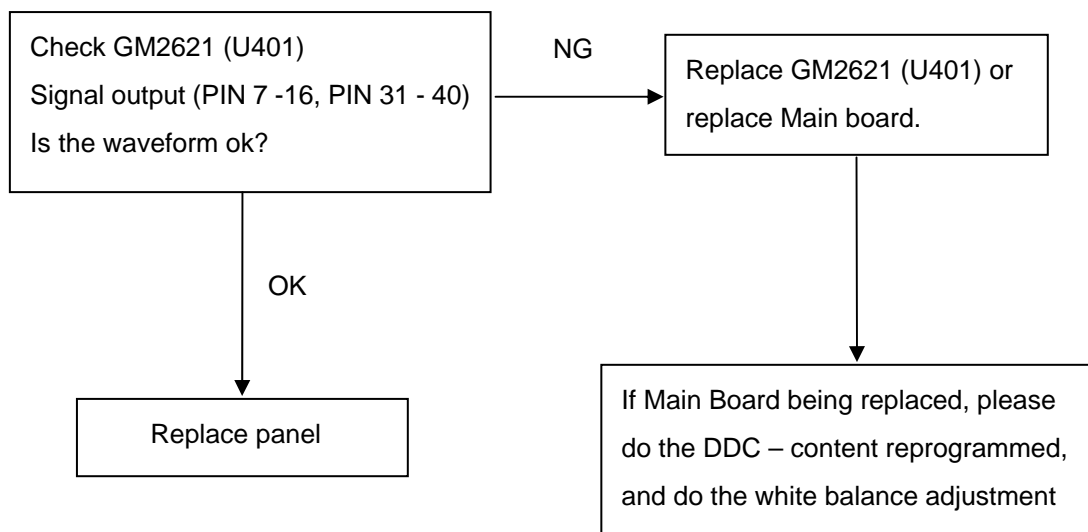 Check GM2621 (U401)
Signal output (PIN 7 -16, PIN 31 - 40)
Is the waveform ok?
NG
Replace GM2621 (U401) or
replace Main board.
OK
Replace panel
If Main Board being replaced, please
do the DDC – content reprogrammed,
and do the white balance adjustment